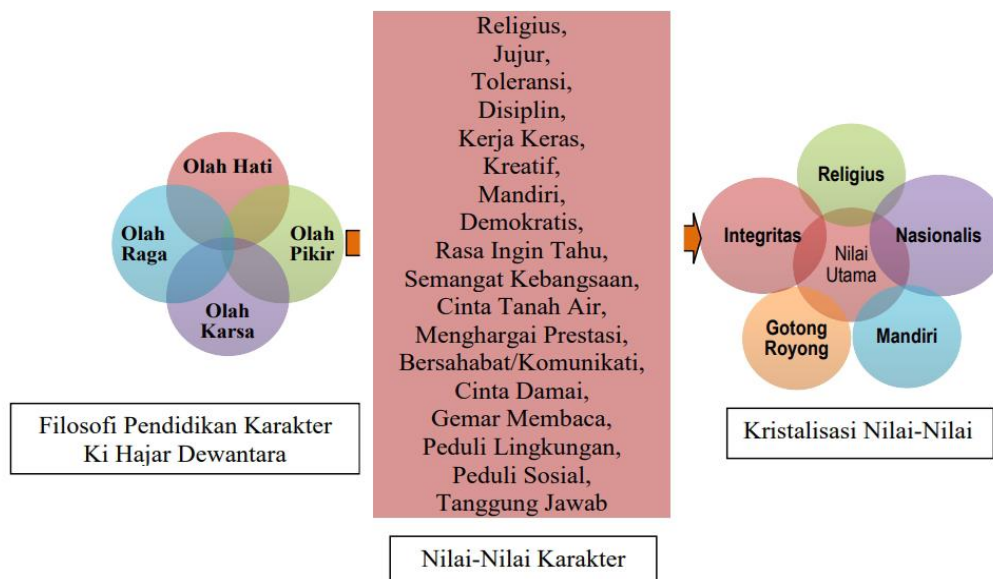 Olah Hati
Olah
Raga
Olah
Pikir
Olah
Karsa
Filosofi Pendidikan Karakter
Ki Hajar Dewantara
Religius,
Jujur,
Toleransi,
Disiplin,
Kerja Keras,
Kreatif,
Mandiri,
Demokratis,
Rasa Ingin Tahu,
Semangat Kebangsaan,
Cinta Tanah Air,
Menghargai Prestasi,
Bersahabat/Komunikati,
Cinta Damai,
Gemar Membaca,
Peduli Lingkungan,
Peduli Sosial,
Tanggung Jawab
Nilai-Nilai Karakter
Religius
Integritas
Nilai
Utama
Nasionalis
Gotong
Royong
Mandiri
Kristalisasi Nilai-Nilai